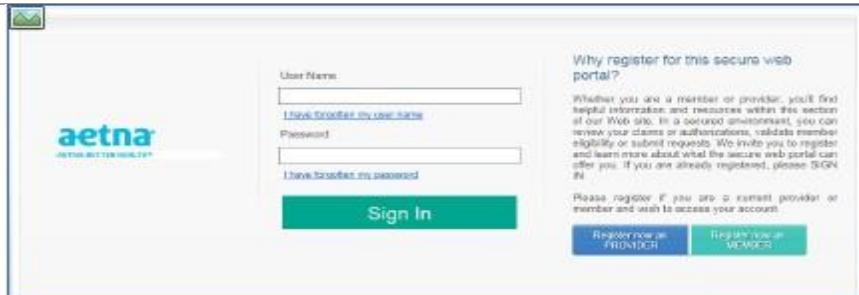 aetna
AETNA BETTER HEALTH®
User Name
I have forgotten my user name
Password
I have forgotten my password
Sign In
Why register for this secure web
portal?
Whether you are a member or provider, you'll find
helpful information and resources within this section
of our Web site. In a secured environment, you can
review your claims or authorizations, validate member
eligibility or submit requests. We invite you to register
and learn more about what the secure web portal can
offer you. If you are already registered, please SIGN
IN
Please register if you are a current provider or
member and wish to access your account
Register now as
PROVIDER
Register now as
MEMBER